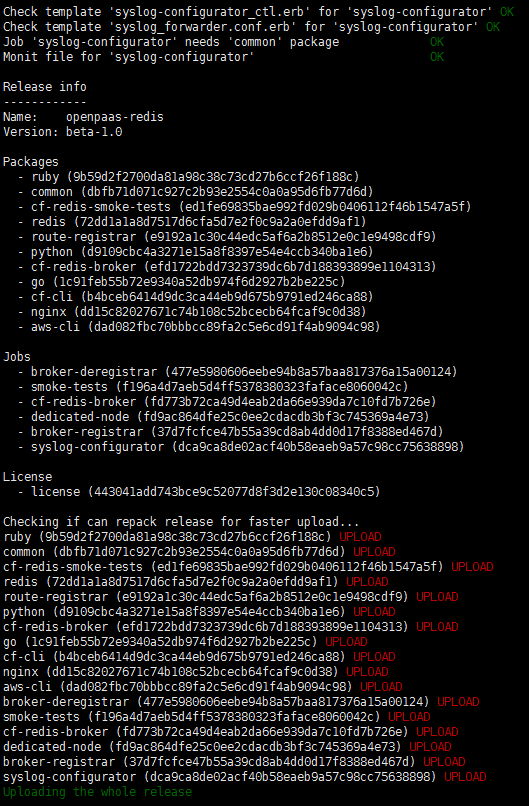 Check template 'syslog-configurator_ctl.erb' for 'syslog-configurator' OK
Check template 'syslog_forwarder.conf.erb' for 'syslog-configurator' OK
Job 'syslog-configurator' needs 'common' package OK
Monit file for 'syslog-configurator' OK
Release info
------------
Name: openpaas-redis
Version: beta-1.0
Packages
- ruby (9b59d2f2700da81a98c38c73cd27b6ccf26f188c)
- common (dbfb71d071c927c2b93e2554c0a0a95d6fb77d6d)
- cf-redis-smoke-tests (ed1fe69835bae992fd029b0406112f46b1547a5f)
- redis (72dd1a1a8d7517d6cfa5d7e2f0c9a2a0efdd9af1)
- route-registrar (e9192a1c30c44edc5af6a2b8512e0c1e9498cdf9)
- python (d9109cbc4a3271e15a8f8397e54e4ccb340ba1e6)
- cf-redis-broker (efd1722bdd7323739dc6b7d188393899e1104313)
- go (1c91feb55b72e9340a52db974f6d2927b2be225c)
- cf-cli (b4bceb6414d9dc3ca44eb9d675b9791ed246ca88)
- nginx (dd15c82027671c74b108c52bcecb64fcaf9c0d38)
- aws-cli (dad082fbc70bbbcc89fa2c5e6cd91f4ab9094c98)
Jobs
- broker-deregistrar (477e5980606eebe94b8a57baa817376a15a00124)
- smoke-tests (f196a4d7aeb5d4ff5378380323faface8060042c)
- cf-redis-broker (fd773b72ca49d4eab2da66e939da7c10fd7b726e)
- dedicated-node (fd9ac864dfe25c0ee2cdacdb3bf3c745369a4e73)
- broker-registrar (37d7fcfce47b55a39cd8ab4dd0d17f8388ed467d)
- syslog-configurator (dca9ca8de02acf40b58eaeb9a57c98cc75638898)
License
- license (443041add743bce9c52077d8f3d2e130c08340c5)
Checking if can repack release for faster upload...
ruby (9b59d2f2700da81a98c38c73cd27b6ccf26f188c) UPLOAD
common (dbfb71d071c927c2b93e2554c0a0a95d6fb77d6d) UPLOAD
cf-redis-smoke-tests (ed1fe69835bae992fd029b0406112f46b1547a5f) UPLOAD
redis (72dd1a1a8d7517d6cfa5d7e2f0c9a2a0efdd9af1) UPLOAD
route-registrar (e9192a1c30c44edc5af6a2b8512e0c1e9498cdf9) UPLOAD
python (d9109cbc4a3271e15a8f8397e54e4ccb340ba1e6) UPLOAD
cf-redis-broker (efd1722bdd7323739dc6b7d188393899e1104313) UPLOAD
go (1c91feb55b72e9340a52db974f6d2927b2be225c) UPLOAD
cf-cli (b4bceb6414d9dc3ca44eb9d675b9791ed246ca88) UPLOAD
nginx (dd15c82027671c74b108c52bcecb64fcaf9c0d38) UPLOAD
aws-cli (dad082fbc70bbbcc89fa2c5e6cd91f4ab9094c98) UPLOAD
broker-deregistrar (477e5980606eebe94b8a57baa817376a15a00124) UPLOAD
smoke-tests (f196a4d7aeb5d4ff5378380323faface8060042c) UPLOAD
cf-redis-broker (fd773b72ca49d4eab2da66e939da7c10fd7b726e) UPLOAD
dedicated-node (fd9ac864dfe25c0ee2cdacdb3bf3c745369a4e73) UPLOAD
broker-registrar (37d7fcfce47b55a39cd8ab4dd0d17f8388ed467d) UPLOAD
syslog-configurator (dca9ca8de02acf40b58eaeb9a57c98cc75638898) UPLOAD
Uploading the whole release